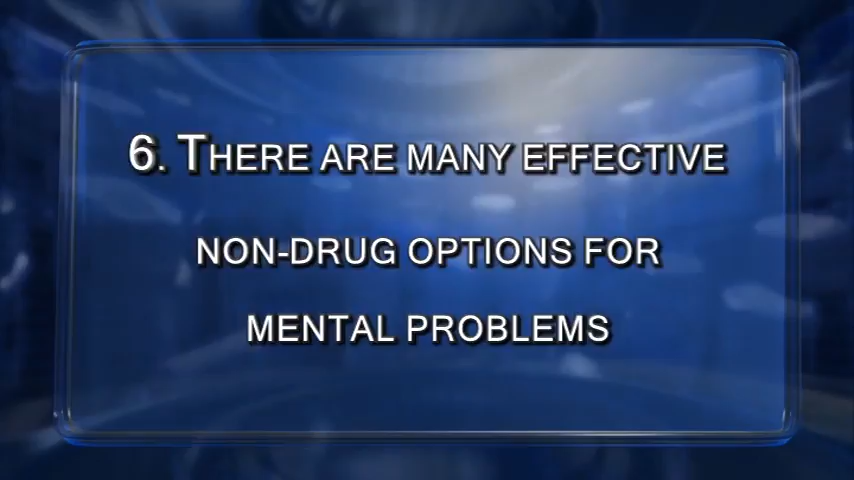 6. THERE ARE MANY EFFECTIVE
NON-DRUG OPTIONS FOR
MENTAL PROBLEMS